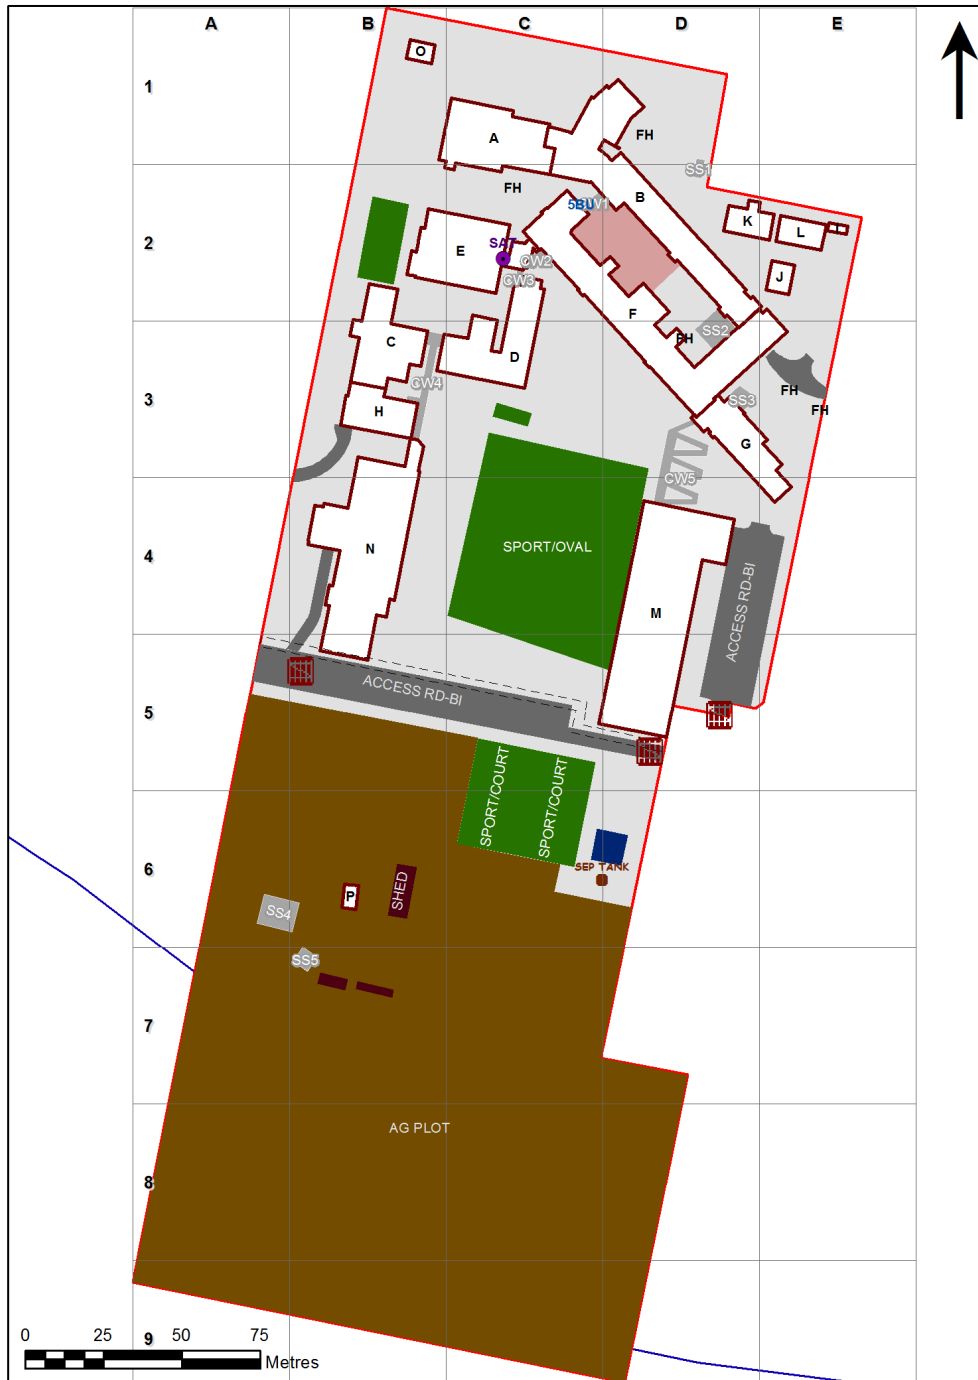 A B C D E
O
1
A
FH
FH
SS1
B
5BU
CW1
K
L
I
2
E
SAT
CW2
CW3
J
F
C
FH
SS2
D
CW4
FH
SS3
FH
3
H
G
CW5
SPORT/OVAL
4
N
M
ACCESS RD-BI
ACCESS RD-BI
5
SPORT/COURT
SPORT/COURT
6
SEP TANK
P
SHED
SS4
SS5
7
AG PLOT
8
9
0 25 50 75
Metres